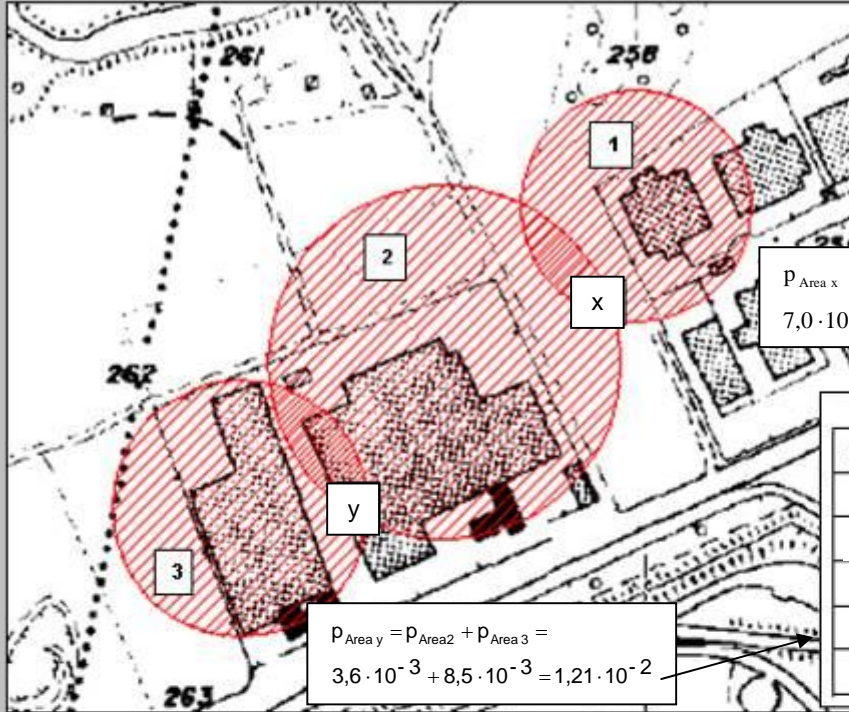 261
258
1
2
x
p Area x
7,0 · 10
262
y
3
p Area y = p Area2 + p Area 3 =
3,6 · 10⁻³ + 8,5 · 10⁻³ = 1,21 · 10⁻²
263